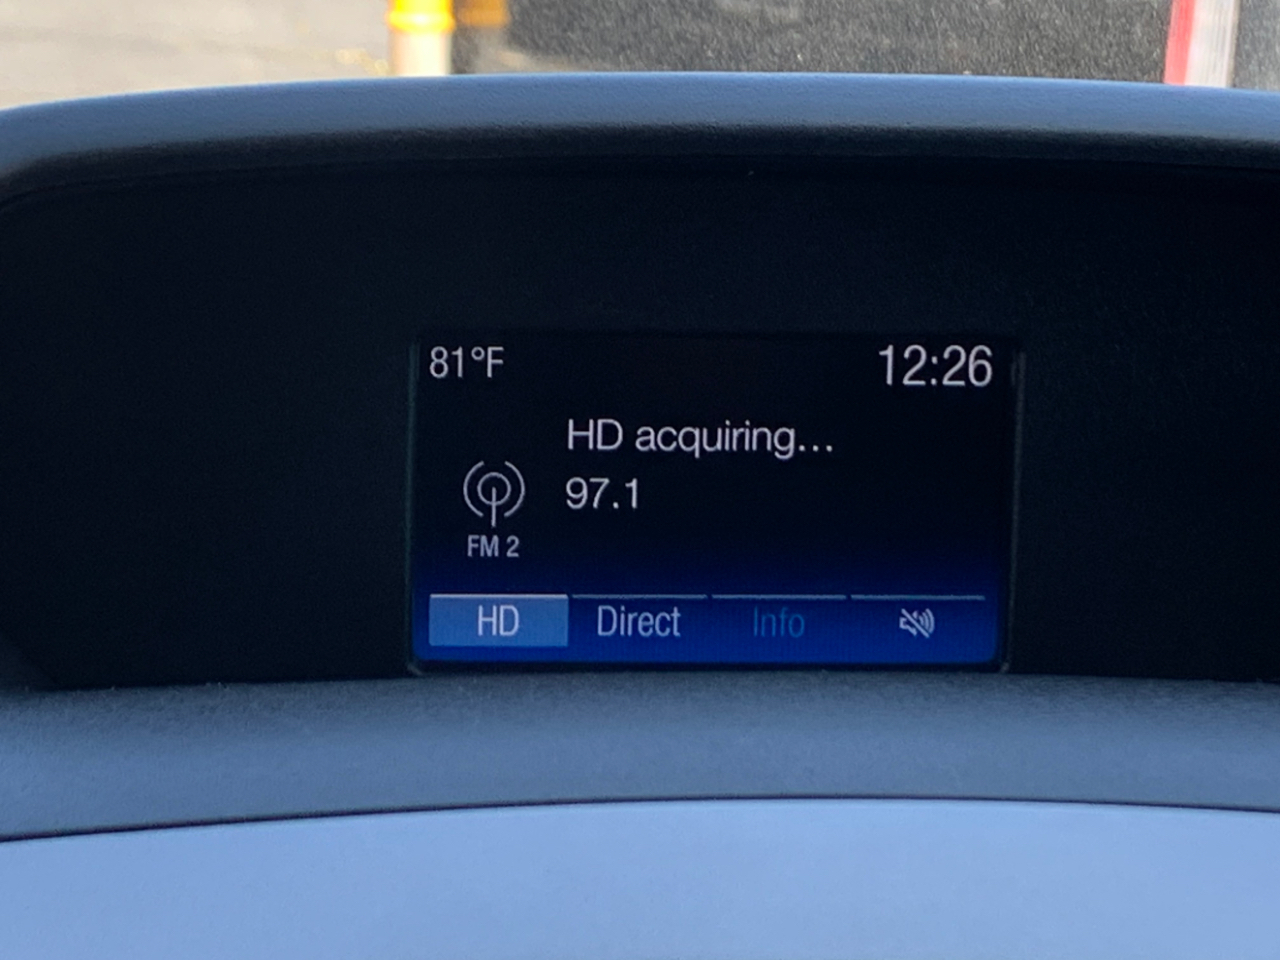 81°F 12:26
HD acquiring...
97.1
FM 2
HD Direct Info